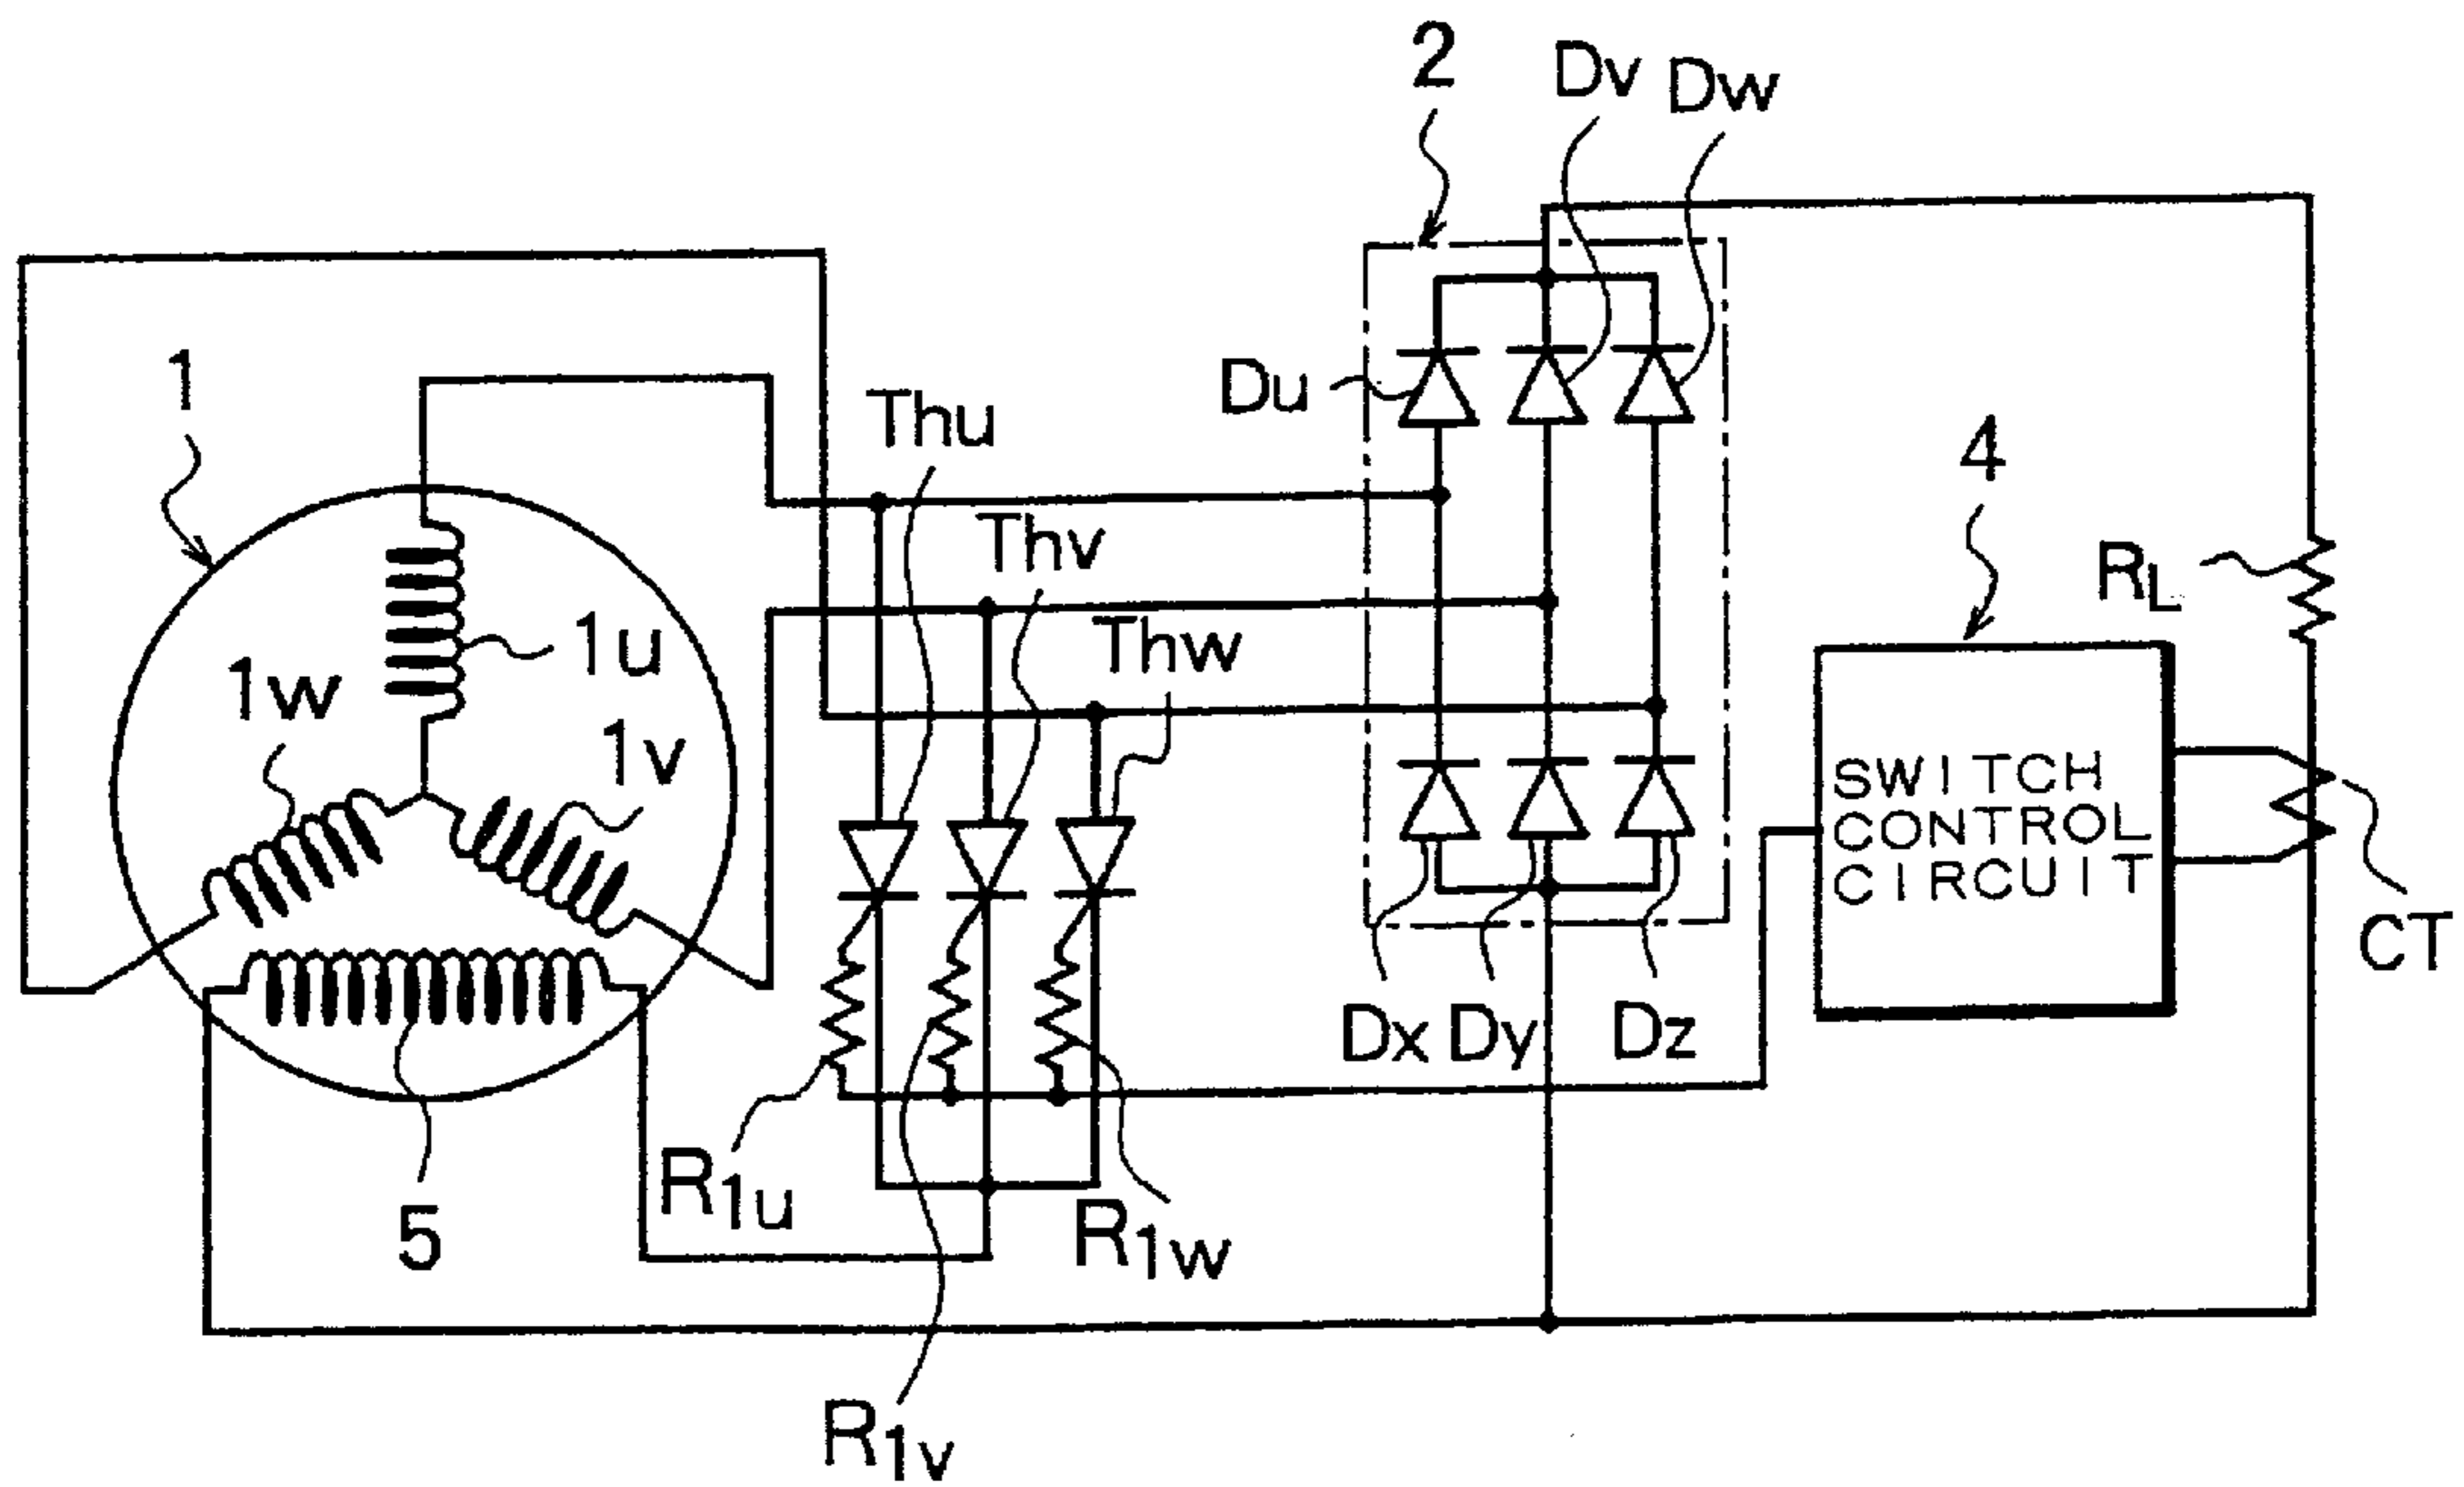 2
Dv
Dw
1
Thu
Du
4
Thv
RL
1u
Thw
1w
1v
SWITCH
CONTROL
CIRCUIT
CT
Dx
Dy
Dz
R1u
5
R1w
R1v